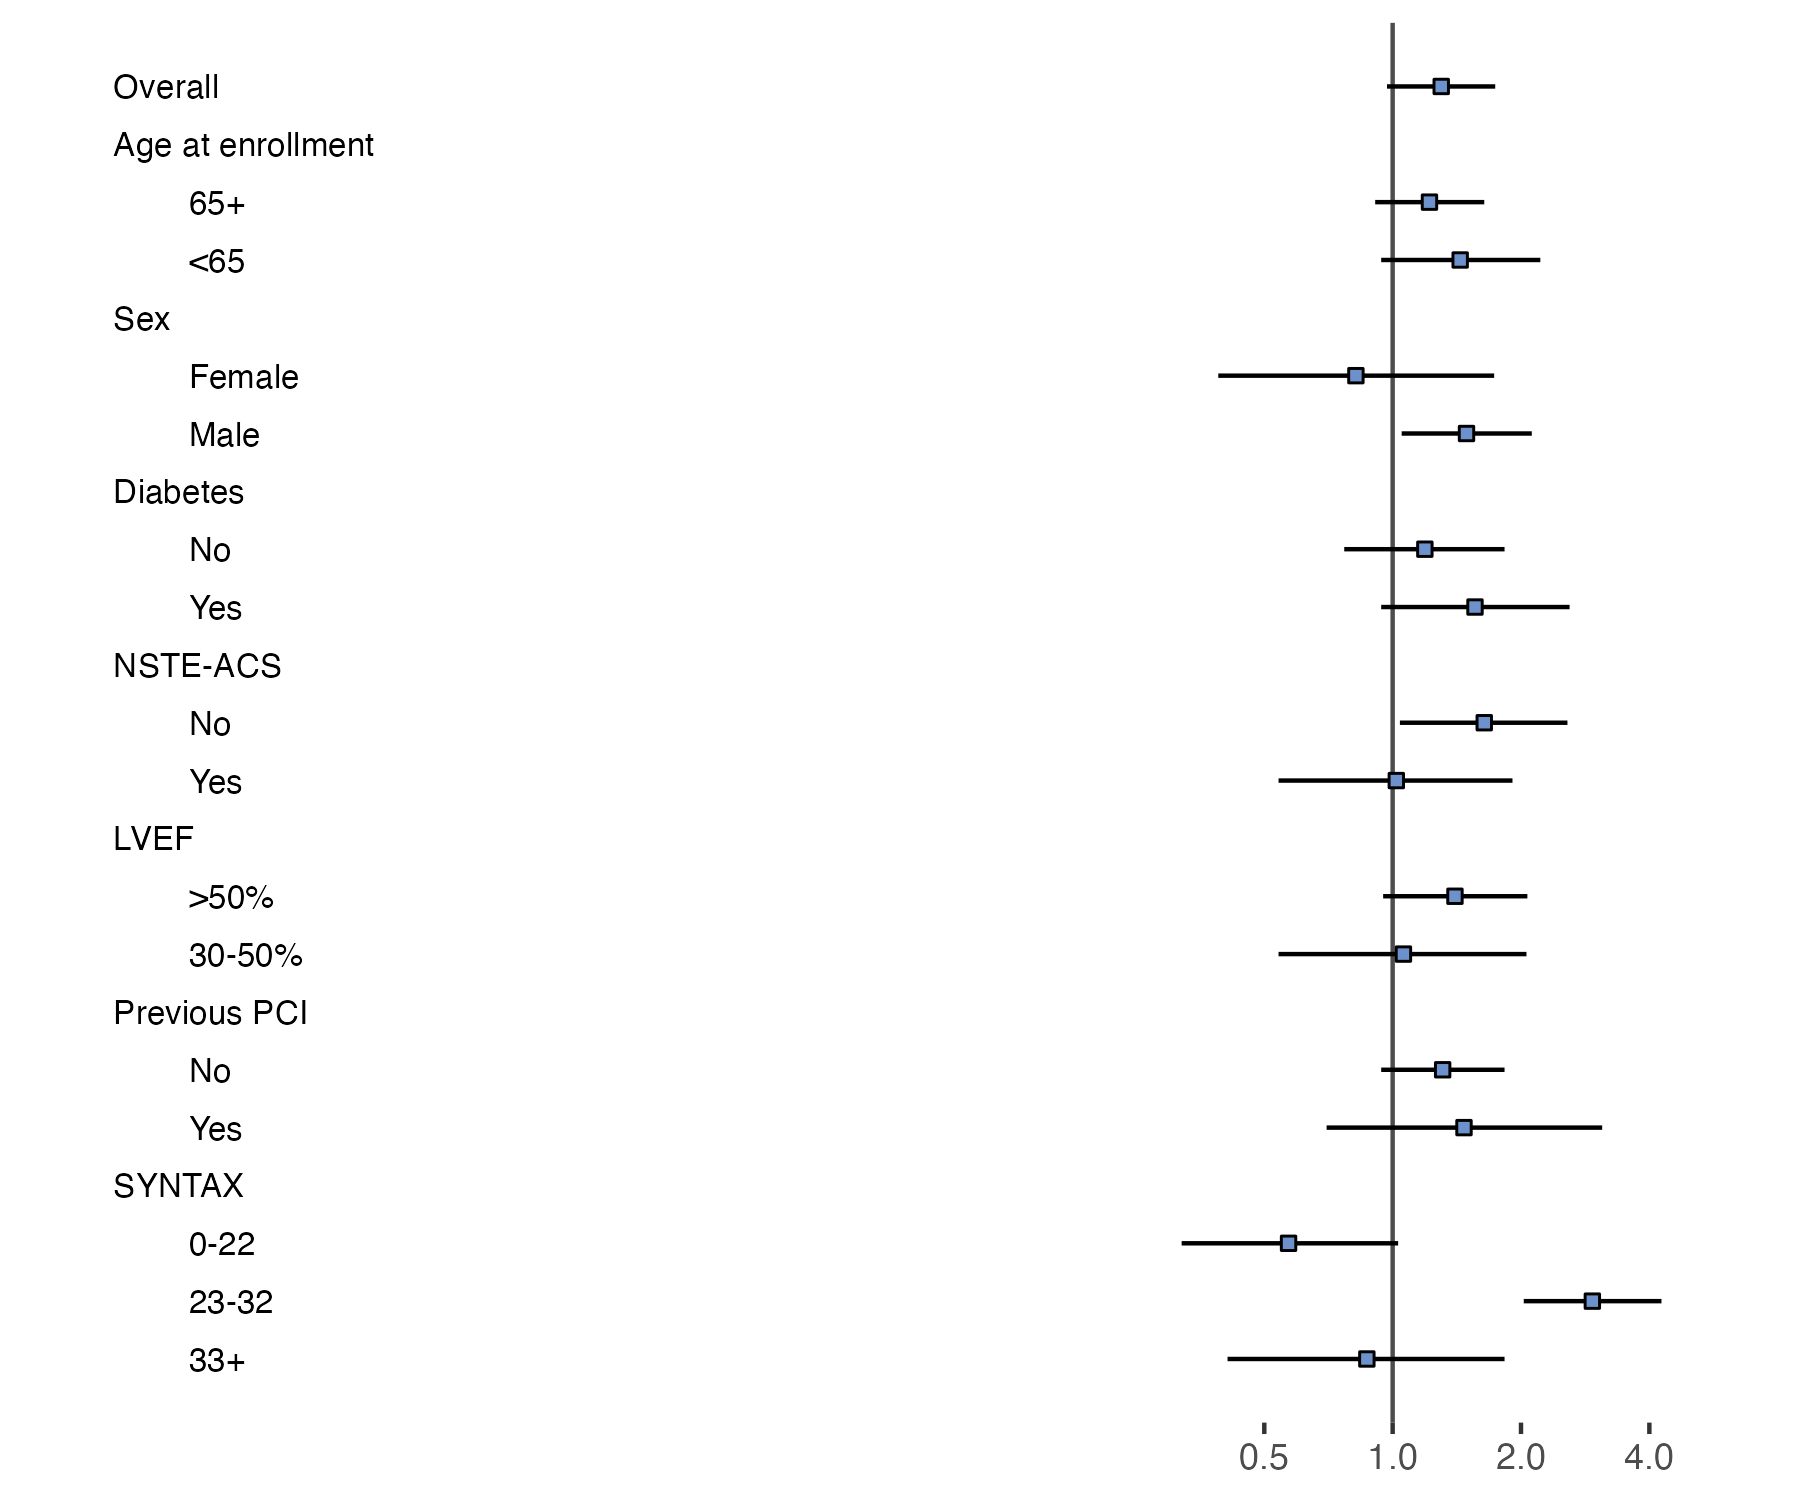 Overall
Age at enrollment
65+
<65
Sex
Female
Male
Diabetes
No
Yes
NSTE-ACS
No
Yes
LVEF
>50%
30-50%
Previous PCI
No
Yes
SYNTAX
0-22
23-32
33+
0.5 1.0 2.0 4.0